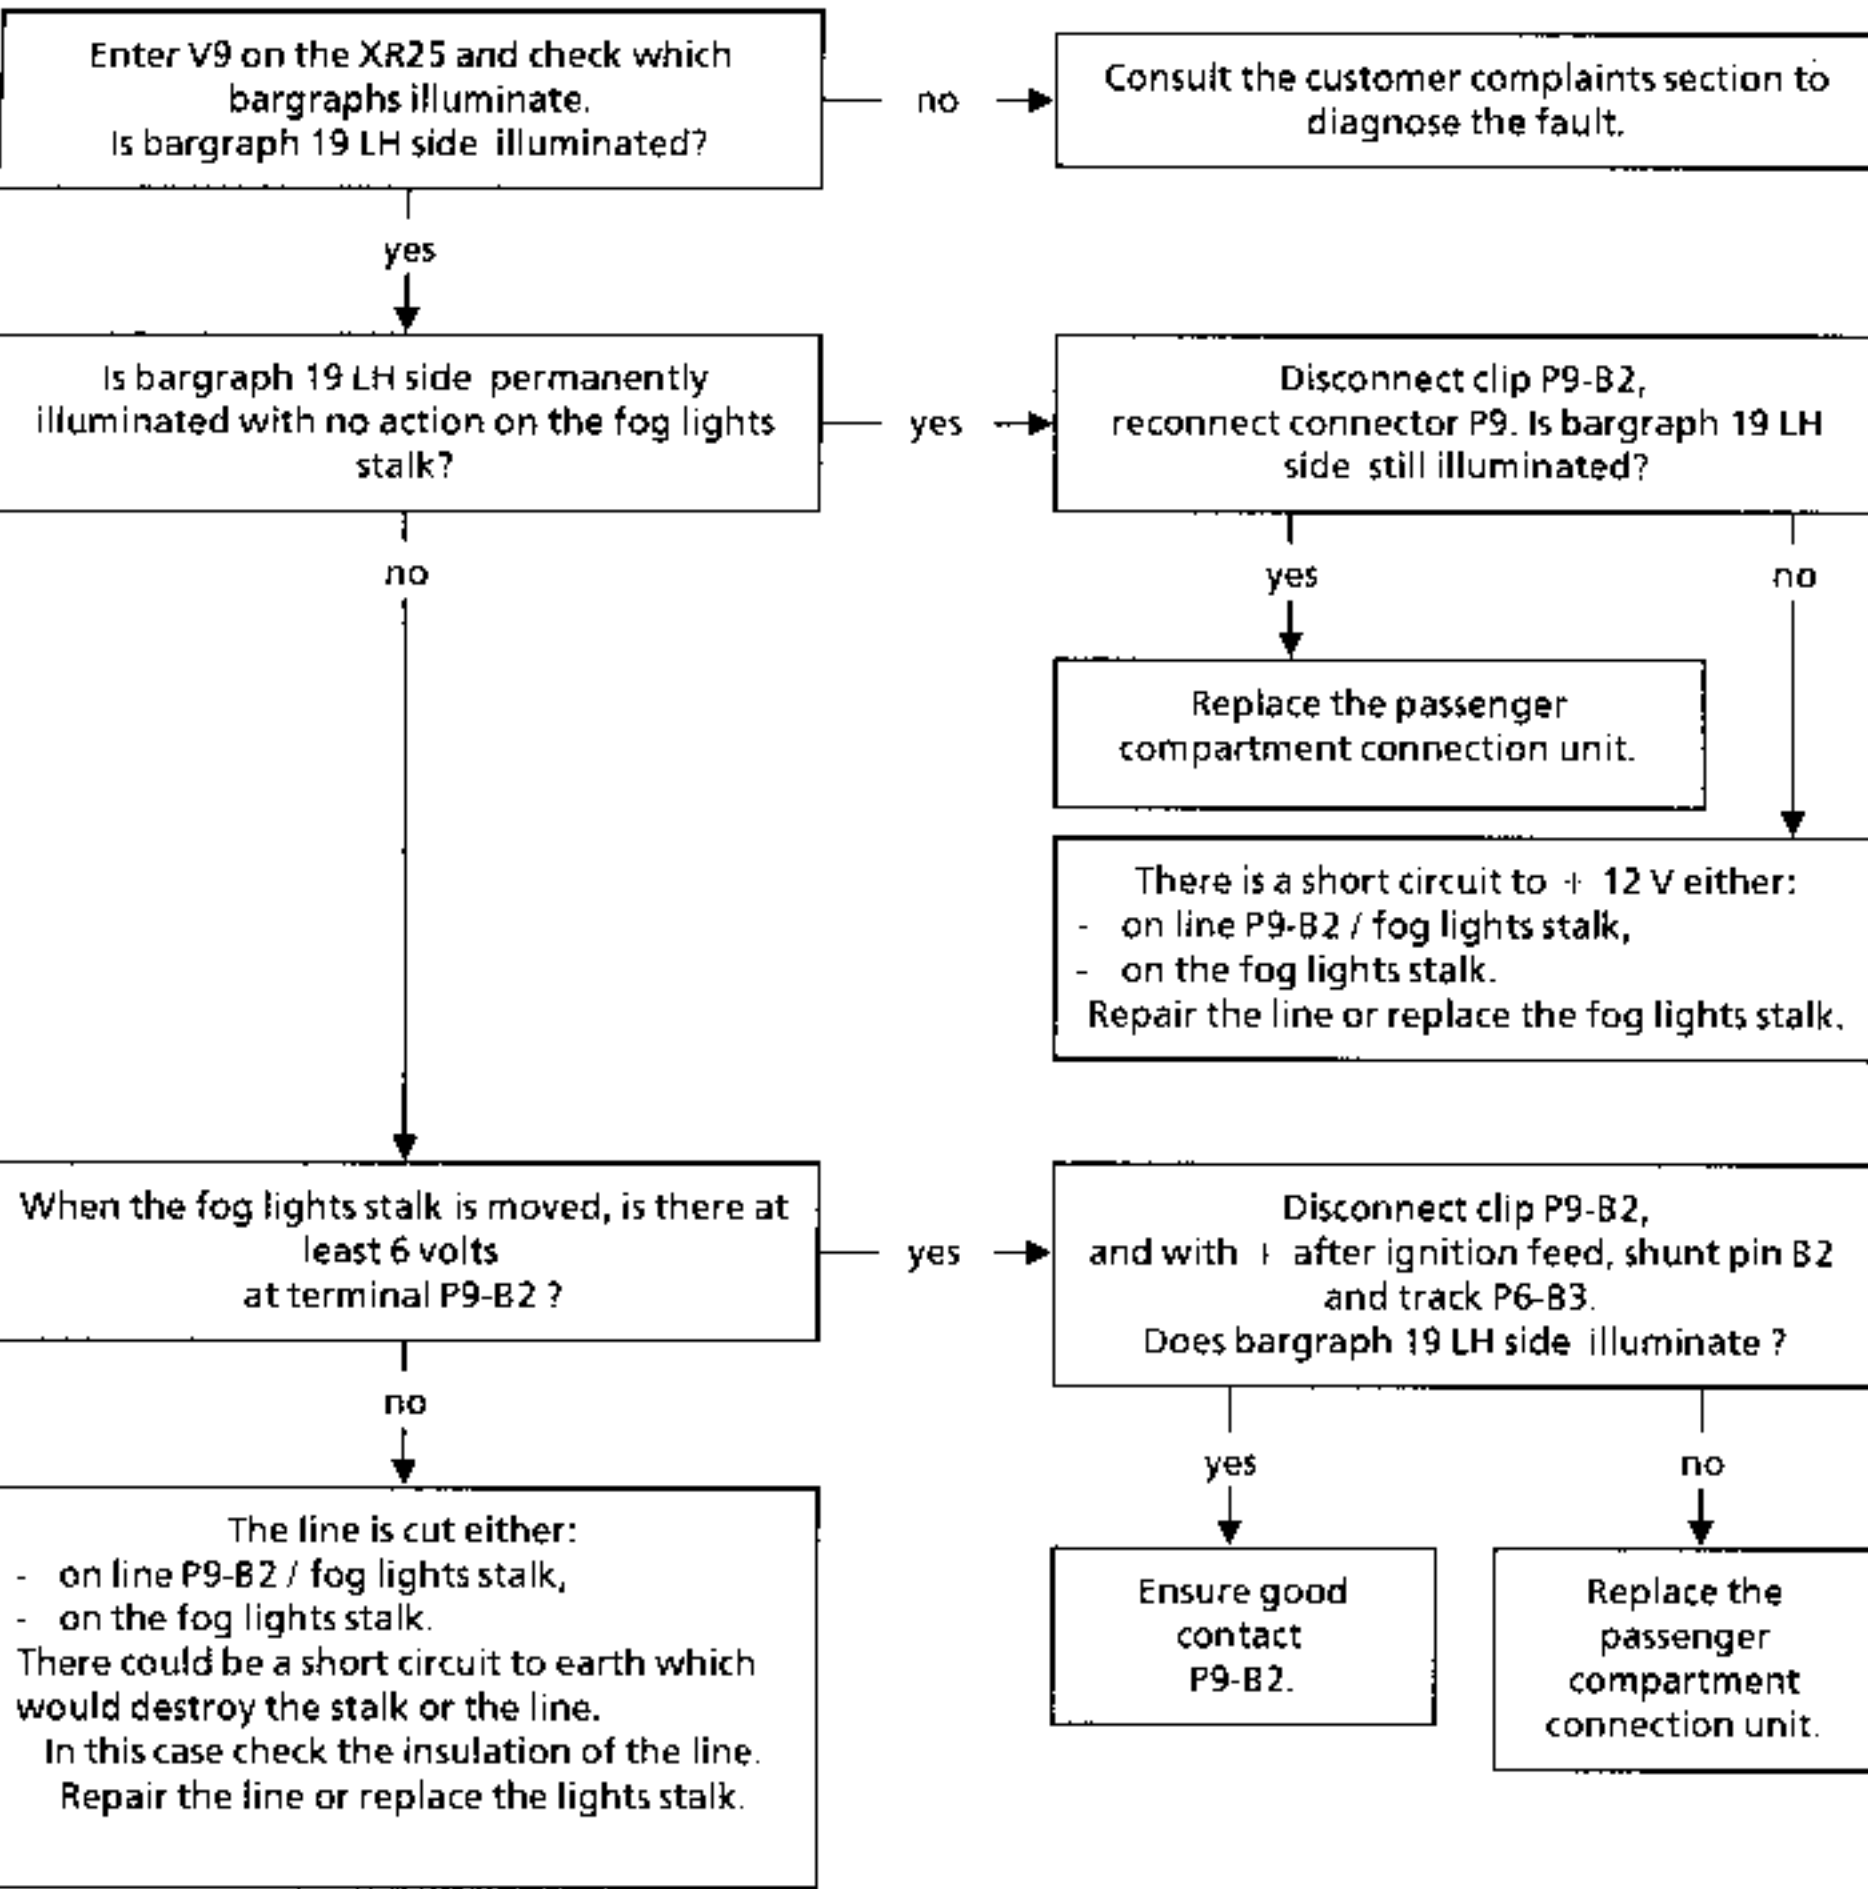 Enter V9 on the XR25 and check which
bargraphs illuminate.
Is bargraph 19 LH side illuminated?
no
Consult the customer complaints section to
diagnose the fault.
yes
Is bargraph 19 LH side permanently
illuminated with no action on the fog lights
stalk?
yes
Disconnect clip P9-B2,
reconnect connector P9. Is bargraph 19 LH
side still illuminated?
no
yes
no
Replace the passenger
compartment connection unit.
There is a short circuit to + 12 V either:
- on line P9-B2 / fog lights stalk,
- on the fog lights stalk.
Repair the line or replace the fog lights stalk.
When the fog lights stalk is moved, is there at
least 6 volts
at terminal P9-B2 ?
yes
Disconnect clip P9-B2,
and with + after ignition feed, shunt pin B2
and track P6-B3.
Does bargraph 19 LH side illuminate ?
no
yes
no
The line is cut either:
- on line P9-B2 / fog lights stalk,
- on the fog lights stalk.
There could be a short circuit to earth which
would destroy the stalk or the line.
In this case check the insulation of the line.
Repair the line or replace the lights stalk.
Ensure good
contact
P9-B2.
Replace the
passenger
compartment
connection unit.